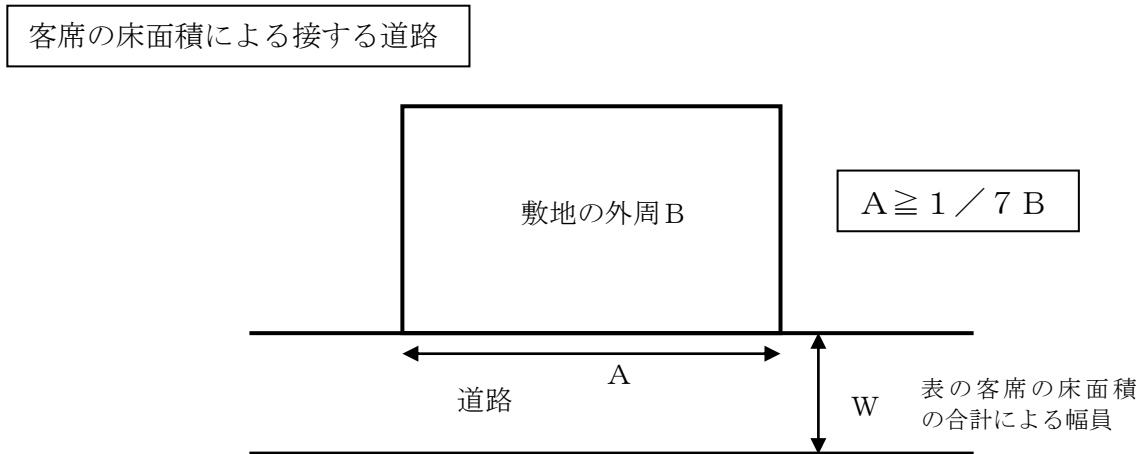 客席の床面積による接する道路
敷地の外周Ｂ
Ａ≧１／７Ｂ
Ａ
道路
Ｗ
表の客席の床面積
の合計による幅員